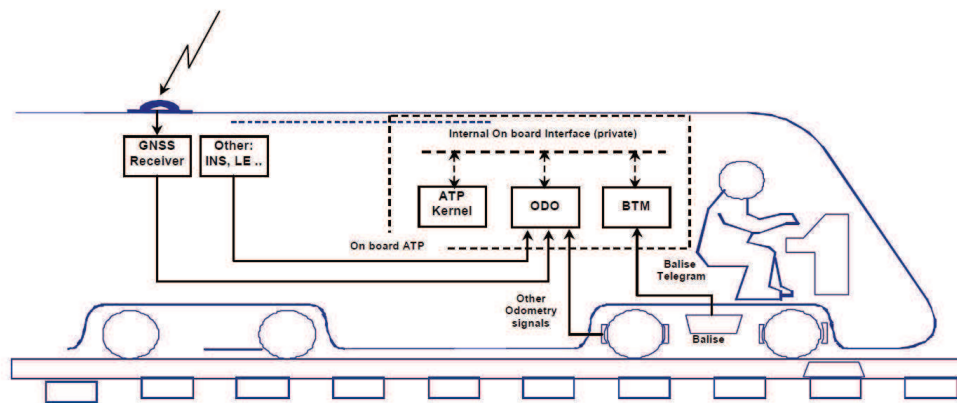 Internal On board Interface (private)
GNSS
Receiver
Other:
INS, LE ..
ATP
Kernel
ODO
BTM
On board ATP
Balise
Telegram
Other
Odometry
signals
Balise